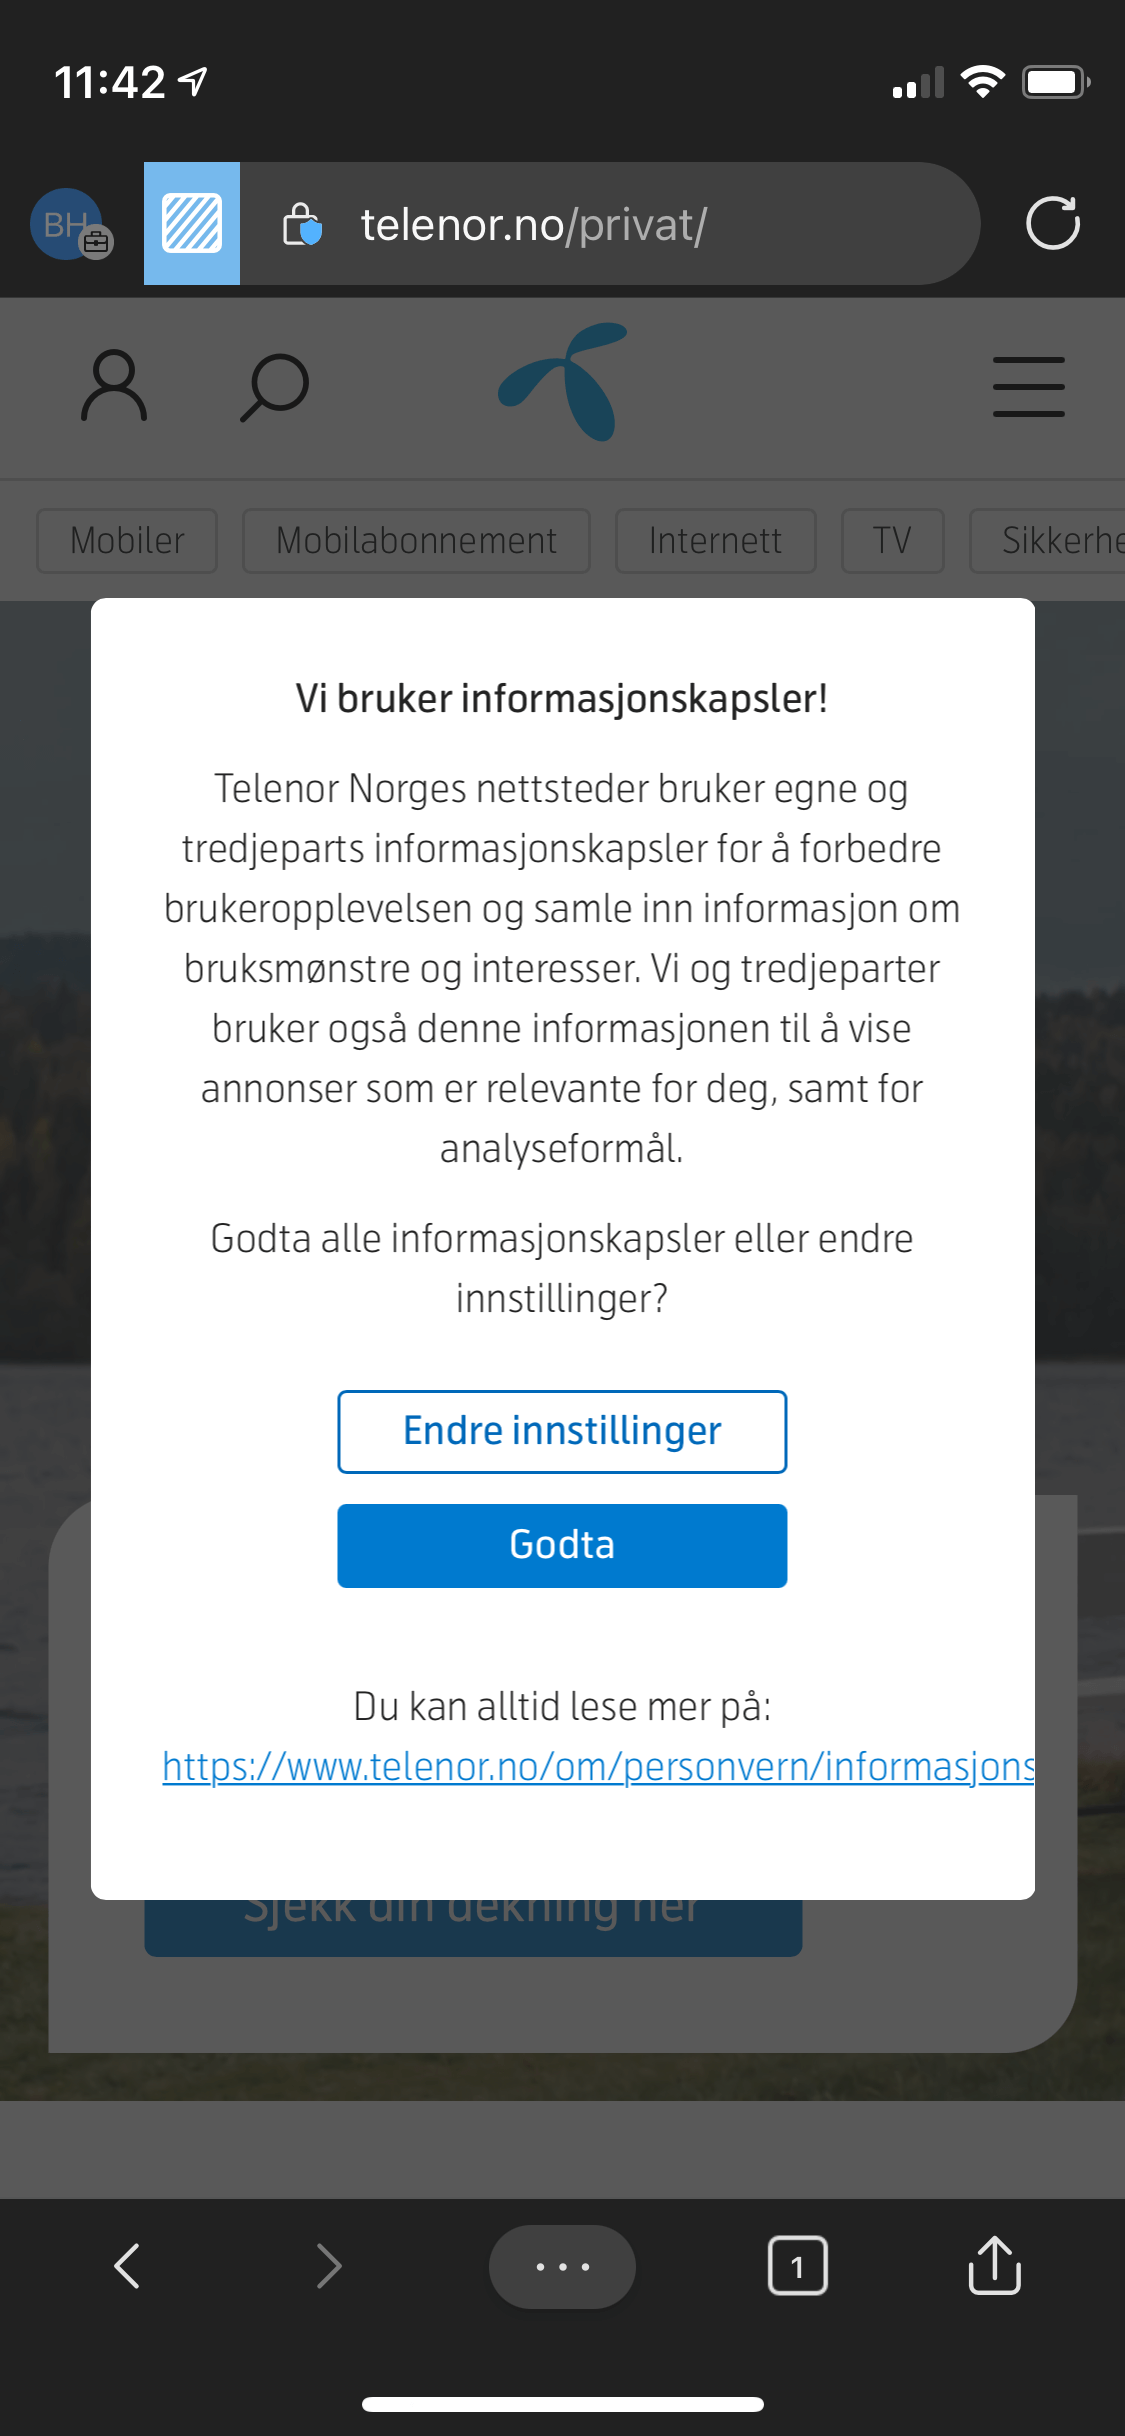 11:42
BH
telenor.no/privat/
Mobiler
Mobilabonnement
Internett
TV
Vi bruker informasjonskapsler!
Telenor Norges nettsteder bruker egne og
tredjeparts informasjonskapsler for å forbedre
brukeropplevelsen og samle inn informasjon om
bruksmønstre og interesser. Vi og tredjeparter
bruker også denne informasjonen til å vise
annonser som er relevante for deg, samt for
analyseformål.
Godta alle informasjonskapsler eller endre
innstillinger?
Endre innstillinger
Godta
Du kan alltid lese mer på:
https://www.telenor.no/om/personvern/informasjons
Sjekk din dekning her
1